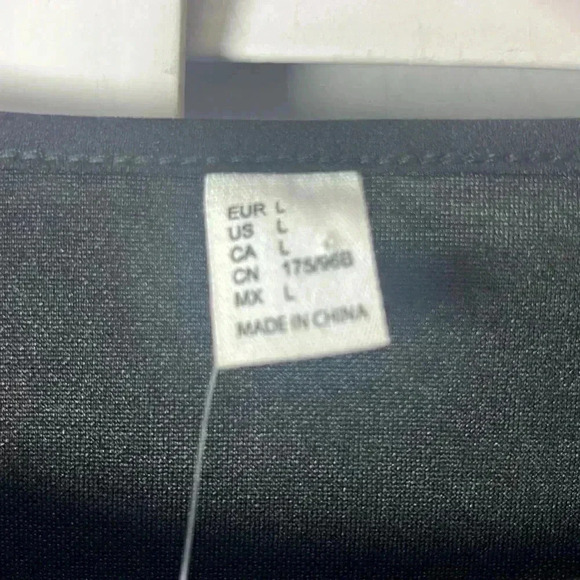 EUR L
US L
CA L
CN 175/96B
MX L
MADE IN CHINA